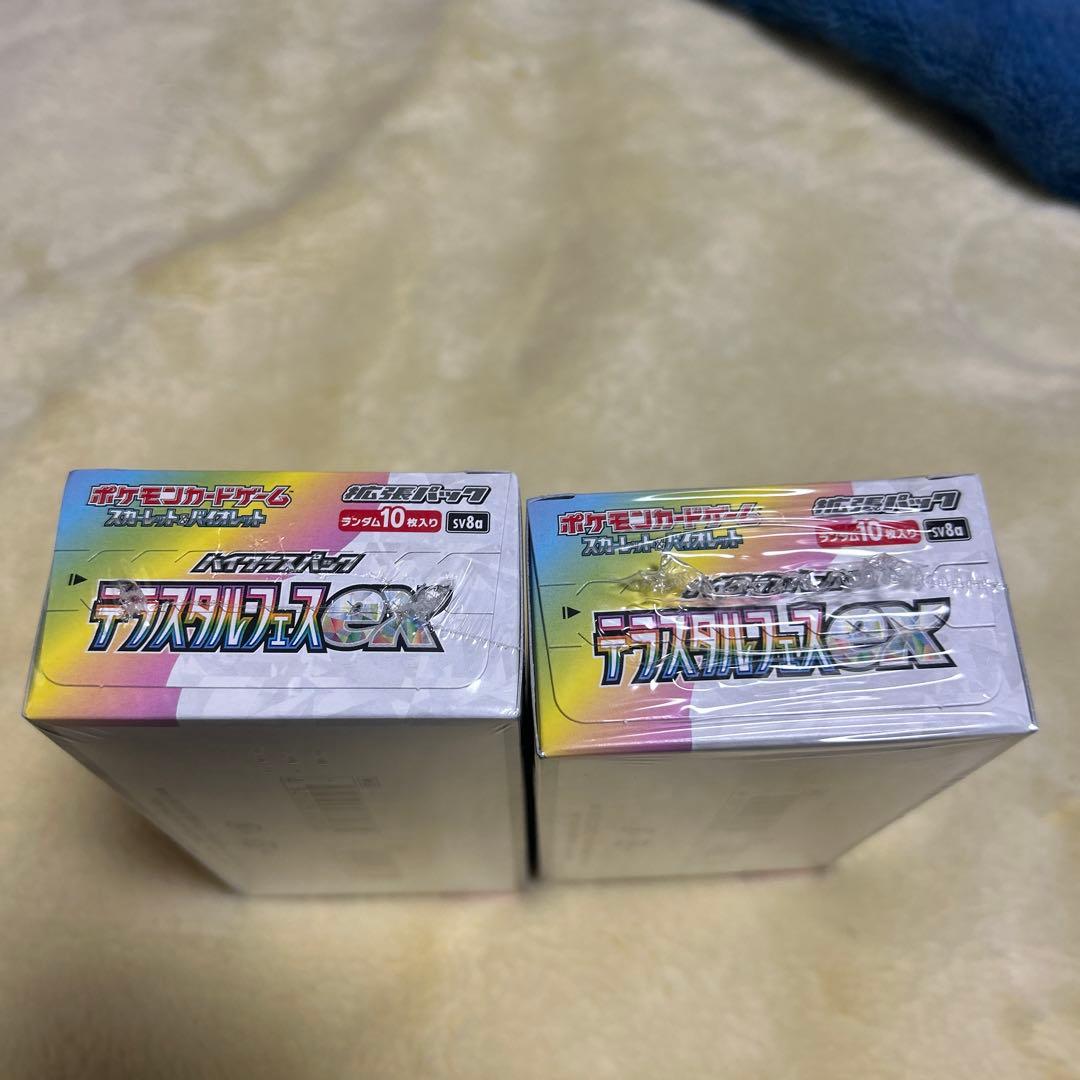 ポケモンカードゲーム
スカーレット&バイオレット
拡張パック
ランダム10枚入り
sv8a
ハイクラスパック
テラスタルフェスex
ポケモンカードゲーム
スカーレット&バイオレット
拡張パック
ランダム10枚入り
sv8a
テラスタルフェスex